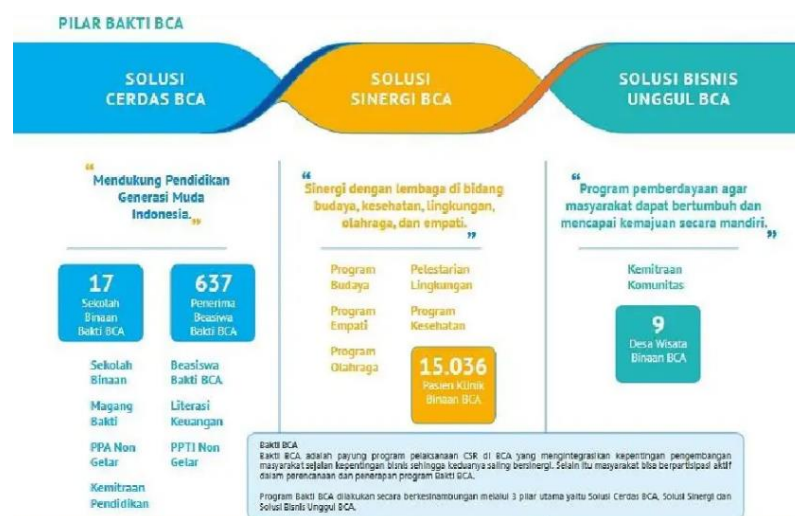 PILAR BAKTI BCA
SOLUSI
CERDAS BCA
SOLUSI
SINERGI BCA
SOLUSI BISNIS
UNGGUL BCA
“
Mendukung Pendidikan
Generasi Muda
Indonesia.
”
17
Sekolah
Binaan
Bakti BCA
637
Penerima
Beasiwa
Bakti BCA
Sekolah
Binaan
Beasiswa
Bakti BCA
Magang
Bakti
Literasi
Keuangan
PPA Non
Gelar
PPTI Non
Gelar
Kemitraan
Pendidikan
“
Sinergi dengan lembaga di bidang
budaya, kesehatan, lingkungan,
olahraga, dan empati.
”
Program
Budaya
Pelestarian
Lingkungan
Program
Empati
Program
Kesehatan
Program
Olahraga
15.036
Pasien Klinik
Binaan BCA
“
Program pemberdayaan agar
masyarakat dapat bertumbuh dan
mencapai kemajuan secara mandiri.
”
Kemitraan
Komunitas
9
Desa Wisata
Binaan BCA
Bakti BCA
Bakti BCA adalah payung program pelaksanaan CSR di BCA yang mengintegrasikan kepentingan pengembangan
masyarakat sejalan kepentingan bisnis sehingga keduanya saling bersinergi. Selain itu masyarakat bisa berpartisipasi aktif
dalam perencanaan dan penerapan program Bakti BCA.
Program Bakti BCA dilakukan secara berkesinambungan melalui 3 pilar utama yaitu Solusi Cerdas BCA, Solusi Sinergi dan
Solusi Bisnis Unggul BCA.